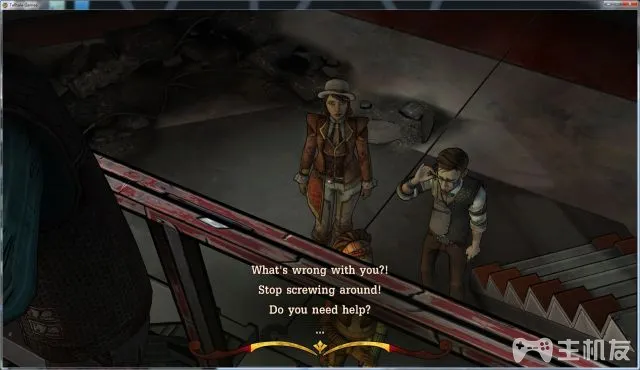 Telltale Games
What's wrong with you?!
Stop screwing around!
Do you need help?
...
主机友